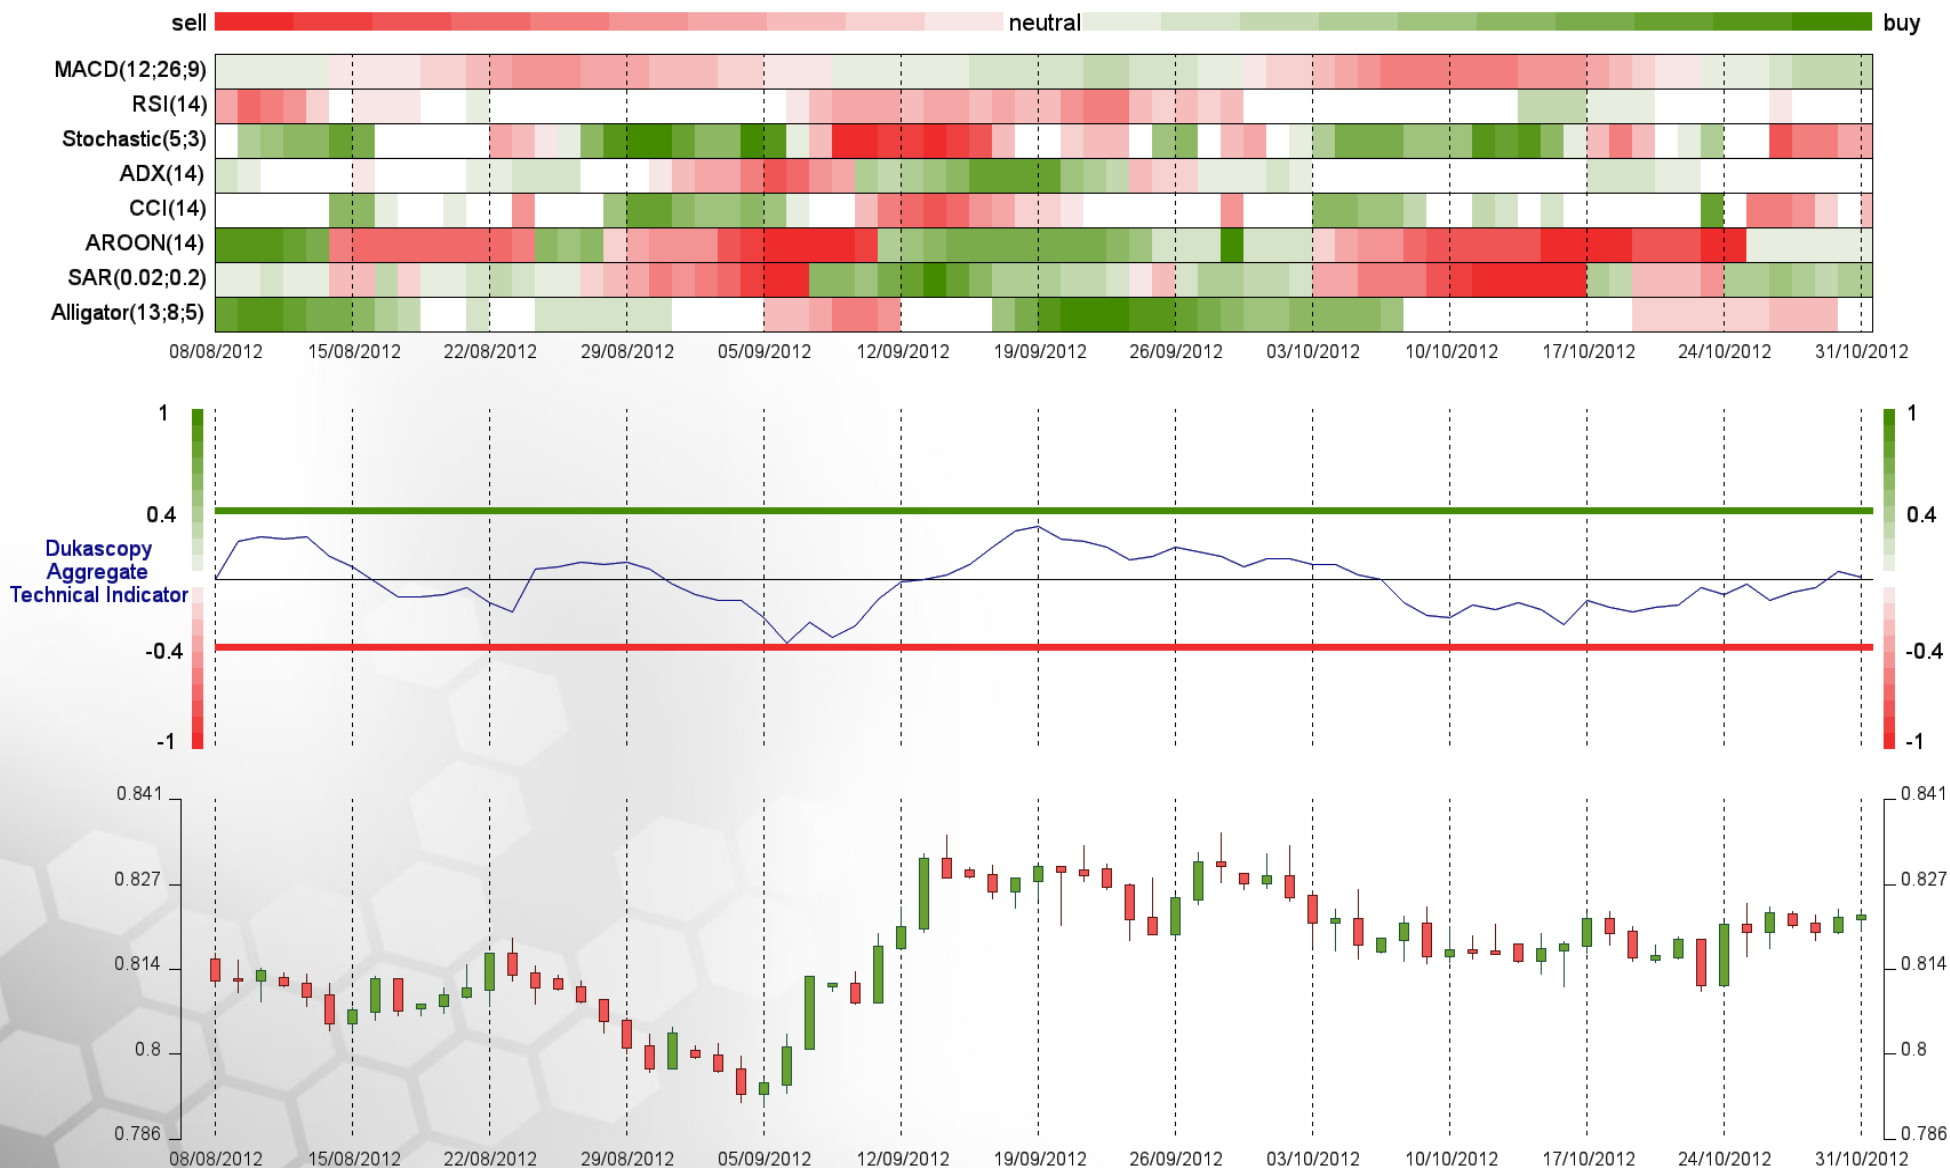 sell neutral buy
MACD(12;26;9)
RSI(14)
Stochastic(5;3)
ADX(14)
CCI(14)
AROON(14)
SAR(0.02;0.2)
Alligator(13;8;5)
08/08/2012 15/08/2012 22/08/2012 29/08/2012 05/09/2012 12/09/2012 19/09/2012 26/09/2012 03/10/2012 10/10/2012 17/10/2012 24/10/2012 31/10/2012
1 1
0.4 0.4
Dukascopy
Aggregate
Technical Indicator
-0.4 -0.4
-1 -1
0.841 0.841
0.827 0.827
0.814 0.814
0.8 0.8
0.786 0.786
08/08/2012 15/08/2012 22/08/2012 29/08/2012 05/09/2012 12/09/2012 19/09/2012 26/09/2012 03/10/2012 10/10/2012 17/10/2012 24/10/2012 31/10/2012